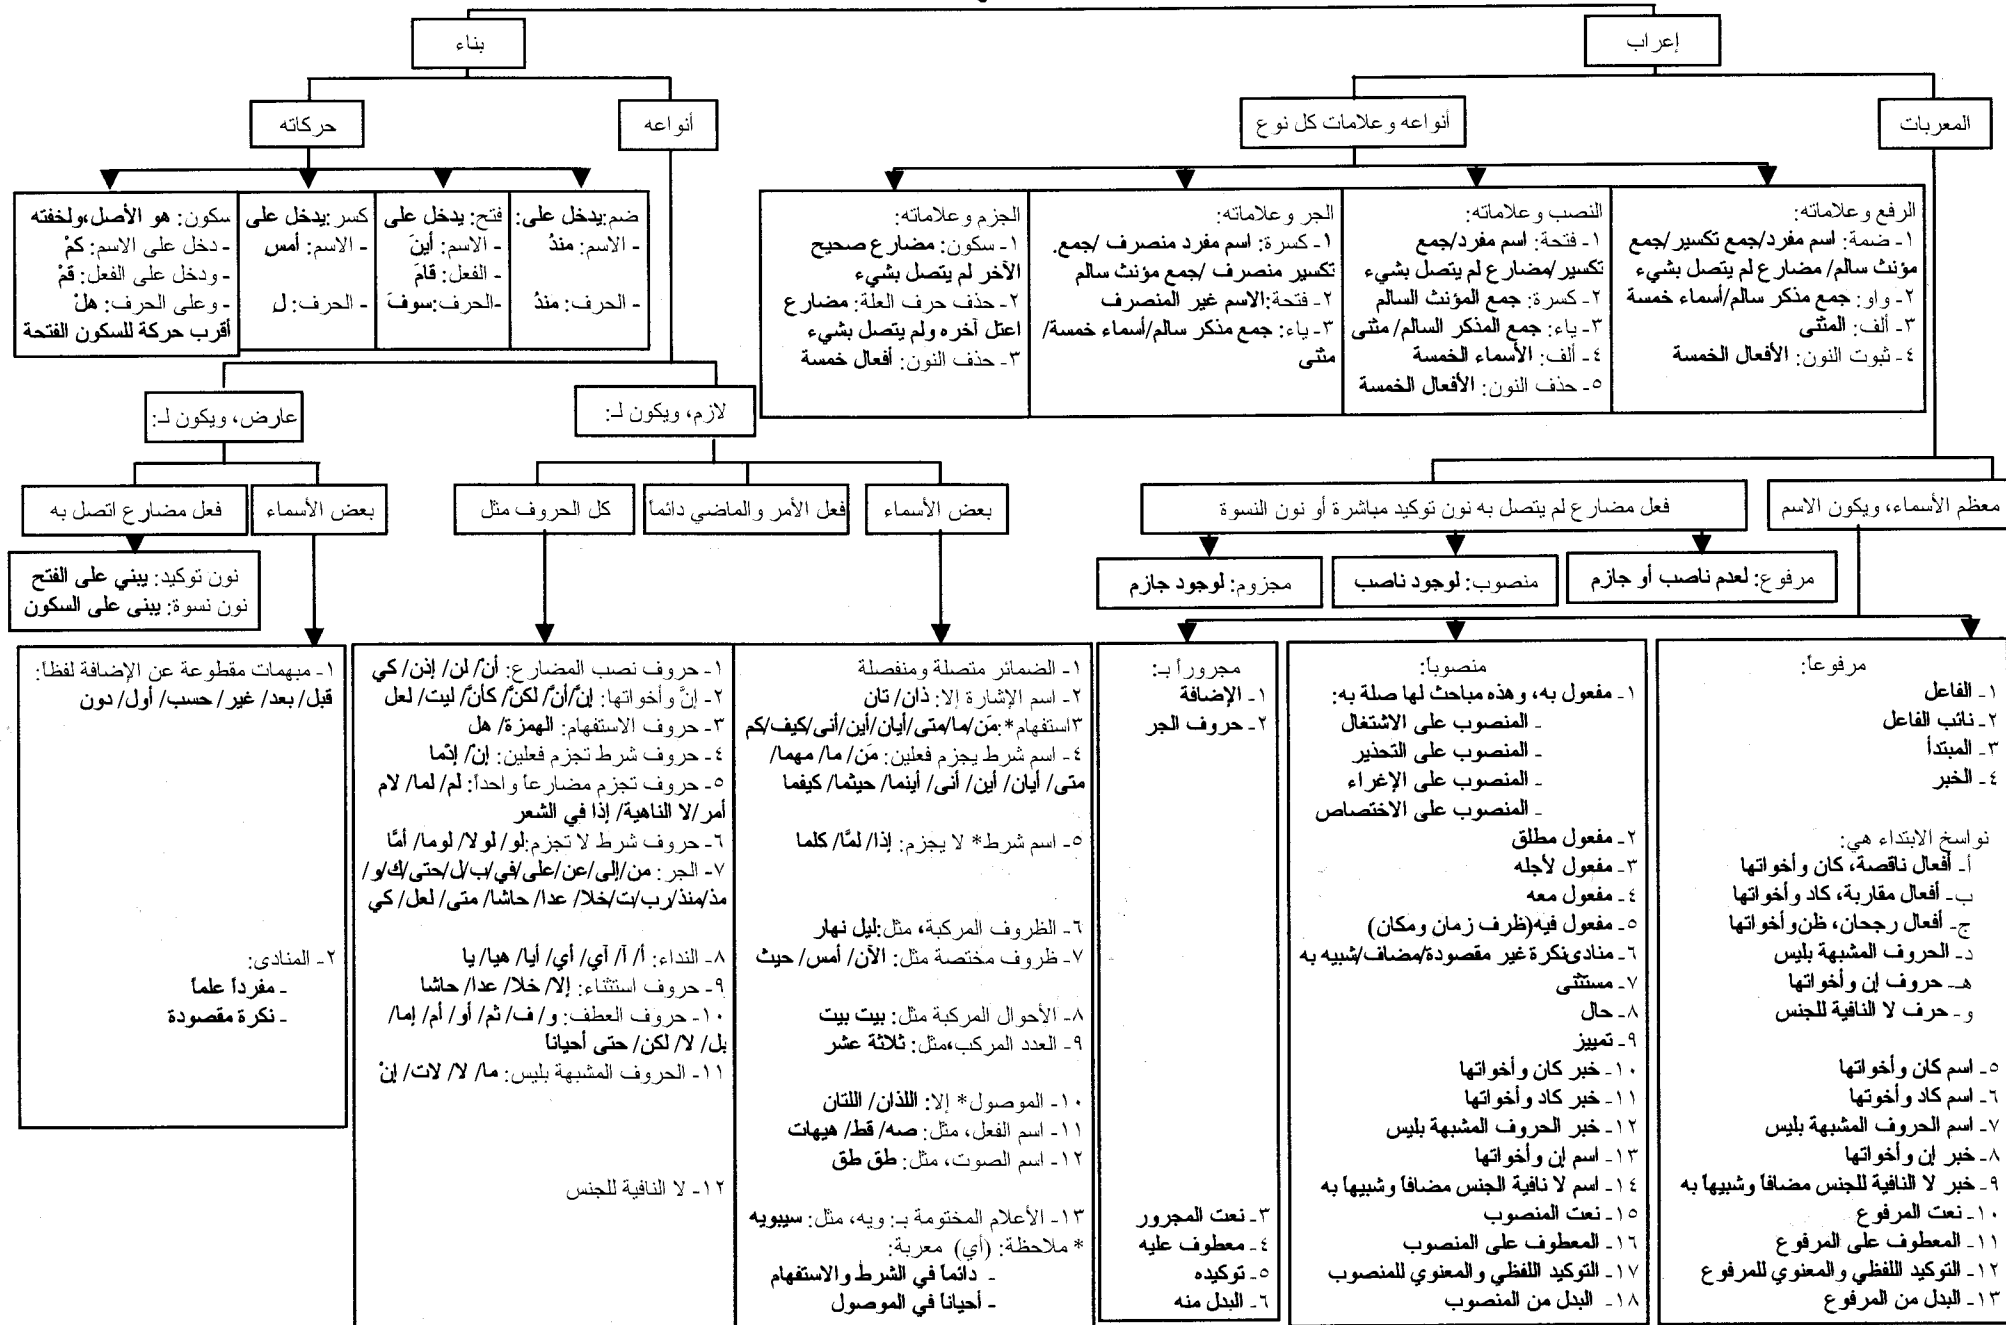 إعراب
بناء
المعربات
أنواعه وعلامات كل نوع
أنواعه
حركاته
الرفع وعلاماته:
١- ضمة: اسم مفرد/جمع تكسير/جمع
مؤنث سالم/ مضارع لم يتصل بشيء
٢- واو: جمع مذكر سالم/أسماء خمسة
٣- ألف: المثنى
٤- ثبوت النون: الأفعال الخمسة
النصب وعلاماته:
١- فتحة: اسم مفرد/جمع
تكسير/مضارع لم يتصل بشيء
٢- كسرة: جمع المؤنث السالم
٣- ياء: جمع المذكر السالم/ مثنى
٤- ألف: الأسماء الخمسة
٥- حذف النون: الأفعال الخمسة
الجر وعلاماته:
١- كسرة: اسم مفرد منصرف /جمع.
تكسير منصرف /جمع مؤنث سالم
٢- فتحة:الاسم غير المنصرف
٣- ياء: جمع مذكر سالم/أسماء خمسة/
مثنى
الجزم وعلاماته:
١- سكون: مضارع صحيح
الآخر لم يتصل بشيء
٢- حذف حرف العلة: مضارع
اعتل آخره ولم يتصل بشيء
٣- حذف النون: أفعال خمسة
ضم:يدخل على:
- الاسم: منذُ
- الحرف: منذُ
فتح: يدخل على
- الاسم: أينَ
- الفعل: قامَ
-الحرف:سوفَ
كسر:يدخل على
- الاسم: أمسِ
- الحرف: لِ
سكون: هو الأصل،ولخفته
- دخل على الاسم: كمْ
- ودخل على الفعل: قمْ
- وعلى الحرف: هلْ
أقرب حركة للسكون الفتحة
لازم، ويكون لـ:
عارض، ويكون لـ:
معظم الأسماء، ويكون الاسم
فعل مضارع لم يتصل به نون توكيد مباشرة أو نون النسوة
بعض الأسماء
فعل الأمر والماضي دائماً
كل الحروف مثل
بعض الأسماء
فعل مضارع اتصل به
مرفوع: لعدم ناصب أو جازم
منصوب: لوجود ناصب
مجزوم: لوجود جازم
نون توكيد: يبني على الفتح
نون نسوة: يبنى على السكون
مرفوعاً:
١- الفاعل
٢- نائب الفاعل
٣- المبتدأ
٤- الخبر
نواسخ الابتداء هي:
أ- أفعال ناقصة، كان وأخواتها
ب- أفعال مقاربة، كاد وأخواتها
ج- أفعال رجحان، ظن وأخواتها
د- الحروف المشبهة بليس
هـ- حروف إن وأخواتها
و- حرف لا النافية للجنس
٥- اسم كان وأخواتها
٦- اسم كاد وأخوتها
٧- اسم الحروف المشبهة بليس
٨- خبر إن وأخواتها
٩- خبر لا النافية للجنس مضافاً وشبيهاً به
١٠- نعت المرفوع
١١- المعطوف على المرفوع
١٢- التوكيد اللفظي والمعنوي للمرفوع
١٣- البدل من المرفوع
منصوباً:
١- مفعول به، وهذه مباحث لها صلة به:
- المنصوب على الاشتغال
- المنصوب على التحذير
- المنصوب على الإغراء
- المنصوب على الاختصاص
٢- مفعول مطلق
٣- مفعول لأجله
٤- مفعول معه
٥- مفعول فيه(ظرف زمان ومكان)
٦- منادى:نكرة غير مقصودة/مضاف/شبيه به
٧- مستثنى
٨- حال
٩- تمييز
١٠- خبر كان وأخواتها
١١- خبر كاد وأخواتها
١٢- خبر الحروف المشبهة بليس
١٣- اسم إن وأخواتها
١٤- اسم لا نافية الجنس مضافاً وشبيهاً به
١٥- نعت المنصوب
١٦- المعطوف على المنصوب
١٧- التوكيد اللفظي والمعنوي للمنصوب
١٨- البدل من المنصوب
مجروراً بـ:
١- الإضافة
٢- حروف الجر
٣- نعت المجرور
٤- معطوف عليه
٥- توكيده
٦- البدل منه
١- الضمائر متصلة ومنفصلة
٢- اسم الإشارة إلا: ذان/ تان
٣استفهام*:مَن/ما/متى/أيان/أين/أنى/كيف/كم
٤- اسم شرط يجزم فعلين: مَن/ ما/ مهما/
متى/ أيان/ أين/ أنى/ أينما/ حيثما/ كيفما
٥- اسم شرط* لا يجزم: إذا/ لمَّا/ كلما
٦- الظروف المركبة، مثل:ليل نهار
٧- ظروف مختصة مثل: الآن/ أمس/ حيث
٨- الأحوال المركبة مثل: بيت بيت
٩- العدد المركب،مثل: ثلاثة عشر
١٠- الموصول* إلا: اللذان/ اللتان
١١- اسم الفعل، مثل: صه/ قط/ هيهات
١٢- اسم الصوت، مثل: طق طق
١٣- الأعلام المختومة بـ: ويه، مثل: سيبويه
* ملاحظة: (أي) معربة:
- دائماً في الشرط والاستفهام
- أحياناً في الموصول
١- حروف نصب المضارع: أنْ/ لن/ إذن/ كي
٢- إنَّ وأخواتها: إنَّ/أنَّ/ لكنَّ/ كأنَّ/ ليت/ لعل
٣- حروف الاستفهام: الهمزة/ هل
٤- حروف شرط تجزم فعلين: إنْ/ إذما
٥- حروف تجزم مضارعاً واحداً: لم/ لما/ لام
أمر/لا الناهية/ إذا في الشعر
٦- حروف شرط لا تجزم:لو/ لولا/ لوما/ أمَّا
٧- الجر: من/إلى/عن/على/في/ب/ل/حتى/ك/و/
مذ/منذ/رب/ت/خلا/ عدا/ حاشا/ متى/ لعل/ كي
٨- النداء: أ/ آ/ آي/ أي/ أيا/ هيا/ يا
٩- حروف استثناء: إلا/ خلا/ عدا/ حاشا
١٠- حروف العطف: و/ ف/ ثم/ أو/ أم/ إما/
بل/ لا/ لكن/ حتى أحياناً
١١- الحروف المشبهة بليس: ما/ لا/ لات/ إنْ
١٢- لا النافية للجنس
١- مبهمات مقطوعة عن الإضافة لفظاً:
قبل/ بعد/ غير/ حسب/ أول/ دون
٢- المنادى:
- مفرداً علماً
- نكرة مقصودة